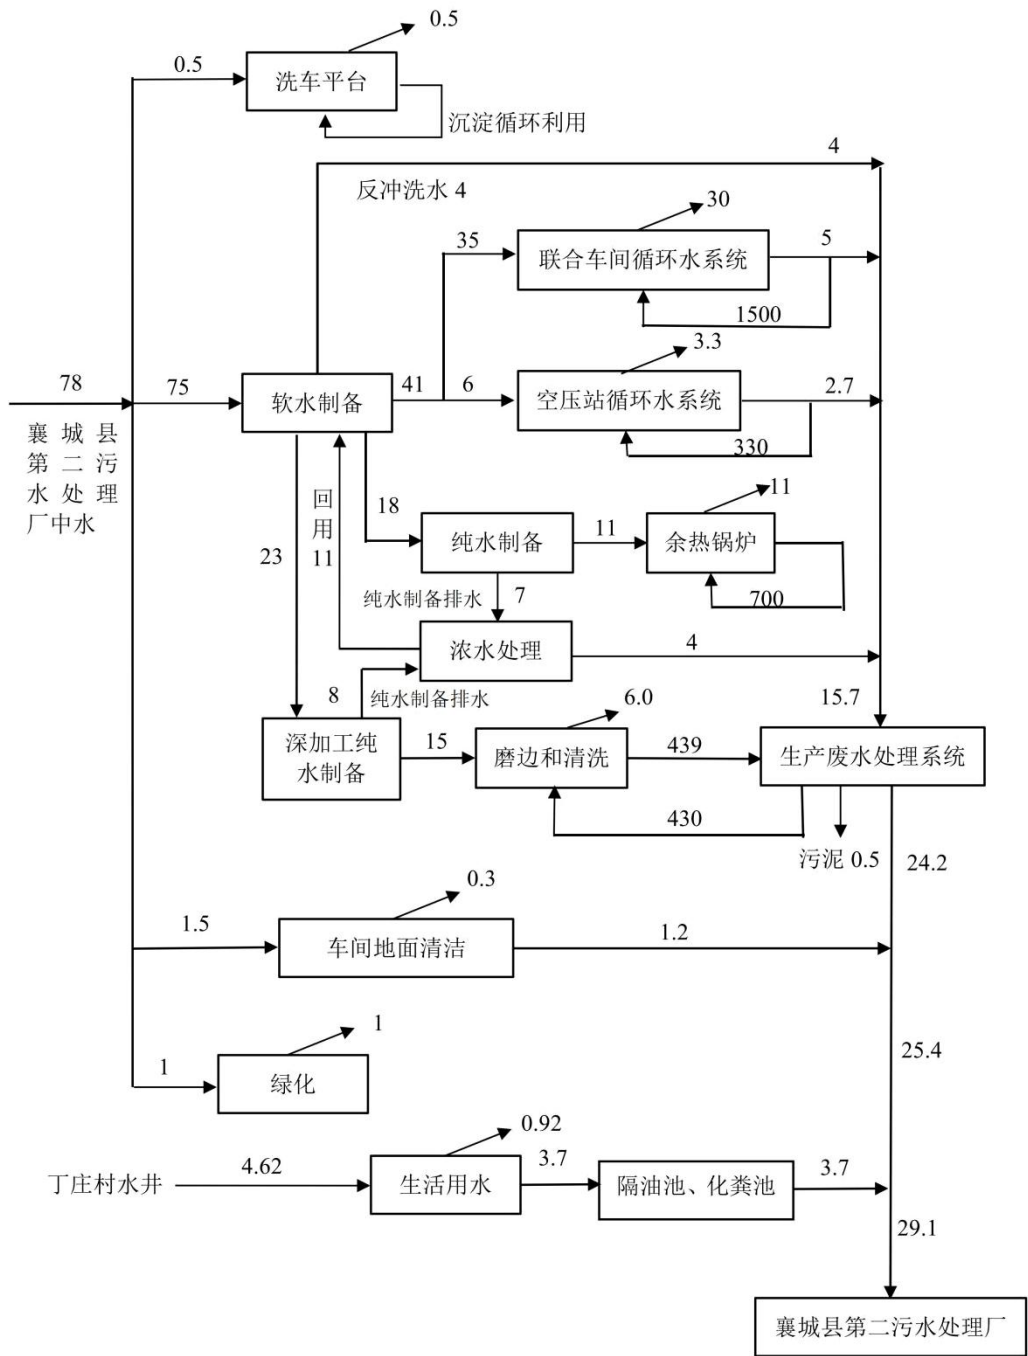 0.5
0.5
洗车平台
沉淀循环利用
4
反冲洗水 4
30
35
联合车间循环水系统
5
1500
3.3
78
75
软水制备
41
6
空压站循环水系统
2.7
330
襄城县
第二污
水处理
厂中水
回用
11
18
11
纯水制备
11
余热锅炉
23
700
纯水制备排水
7
浓水处理
4
8
纯水制备排水
6.0
15.7
深加工纯
水制备
15
磨边和清洗
439
生产废水处理系统
430
污泥 0.5
24.2
0.3
1.5
车间地面清洁
1.2
1
25.4
1
绿化
0.92
丁庄村水井
4.62
生活用水
3.7
隔油池、化粪池
3.7
29.1
襄城县第二污水处理厂